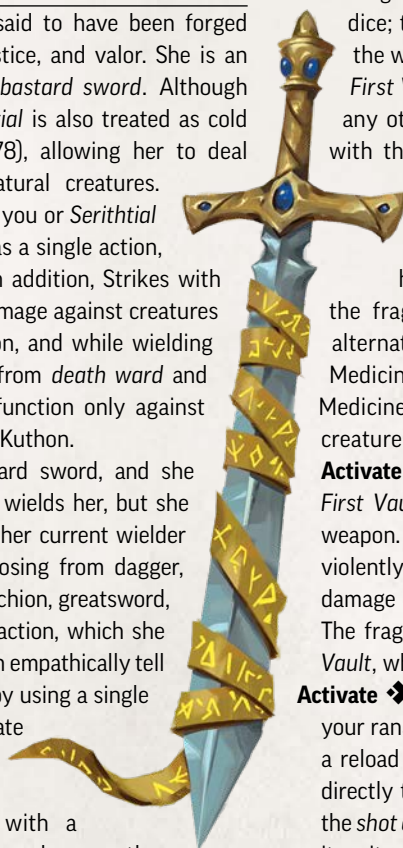 said to have been forged
stice, and valor. She is an
bastard sword. Although
ial is also treated as cold
78), allowing her to deal
atural creatures.
you or Serithtial
as a single action,
n addition, Strikes with
mage against creatures
on, and while wielding
from death ward and
function only against
Kuthon.
ard sword, and she
wields her, but she
her current wielder
osing from dagger,
chion, greatsword,
action, which she
n empathically tell
by using a single
ate
with a
dice; t
the w
First V
any ot
with th
h
the frag
alternat
Medicin
Medicine
creature
Activate
First Vau
weapon.
violently
damage
The frag
Vault, wh
Activate
your ran
a reload
directly t
the shot